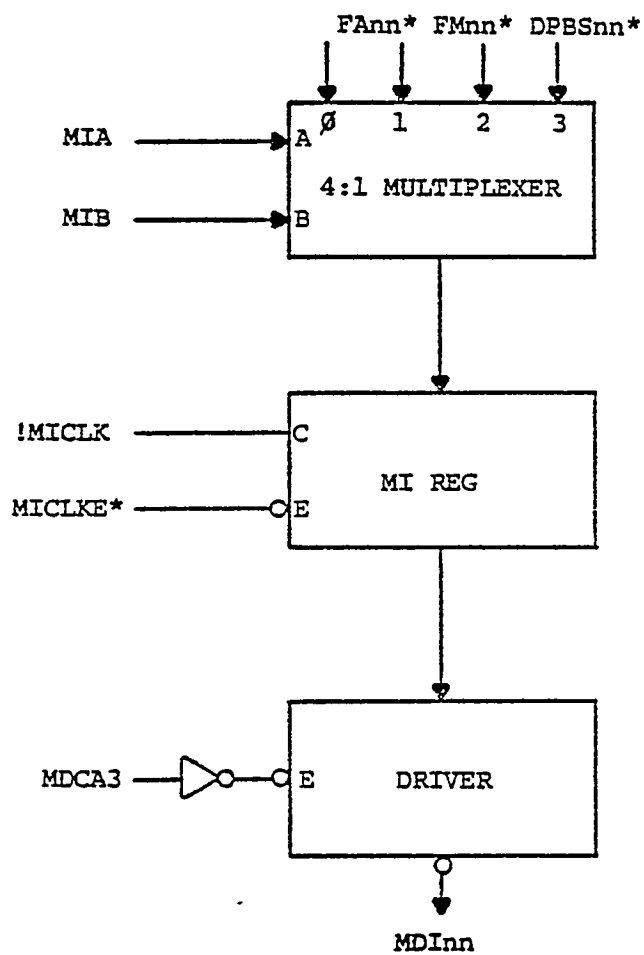 FAnn* FMnn* DPBSnn*
Ø 1 2 3
MIA A
4:1 MULTIPLEXER
MIB B
!MICLK C
MI REG
MICLKE* E
MDCA3 E DRIVER
MDInn